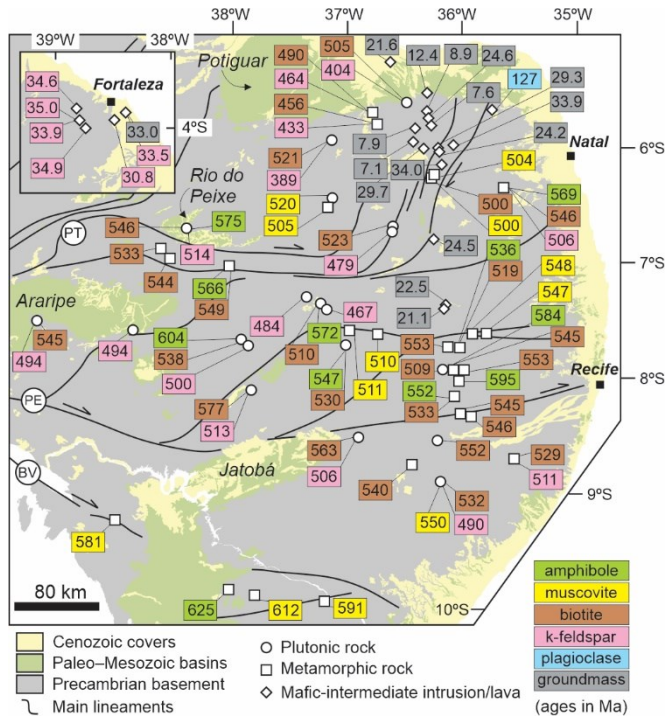 39ºW 38ºW 37ºW 36ºW 35ºW
39ºW 38ºW
Fortaleza
4ºS
34.6
35.0
33.9
34.9
33.0
33.5
30.8
Potiguar
490 505 21.6 12.4 8.9 24.6
464 404
127
29.3
33.9
456
433
7.6
24.2
Natal
6ºS
7.9
7.1 34.0
29.7
504
521
389
Rio do
Peixe
520
505
500
500
569
546
506
546 575
PT
533
514
544
523
479
24.5
536
519
548
547
7ºS
566
549
22.5
21.1
584
Araripe
545
494
494
604
538
500
484
467
510
572
547
530
510
511
553
509
552
533
545
553
595
545
546
8ºS
Recife
PE
577
513
563
506
552
529
511
BV
Jatobá
540
532
550 490
9ºS
581
625
612 591
10ºS
80 km
amphibole
muscovite
biotite
k-feldspar
plagioclase
groundmass
(ages in Ma)
Cenozoic covers
Paleo–Mesozoic basins
Precambrian basement
Main lineaments
Plutonic rock
Metamorphic rock
Mafic-intermediate intrusion/lava